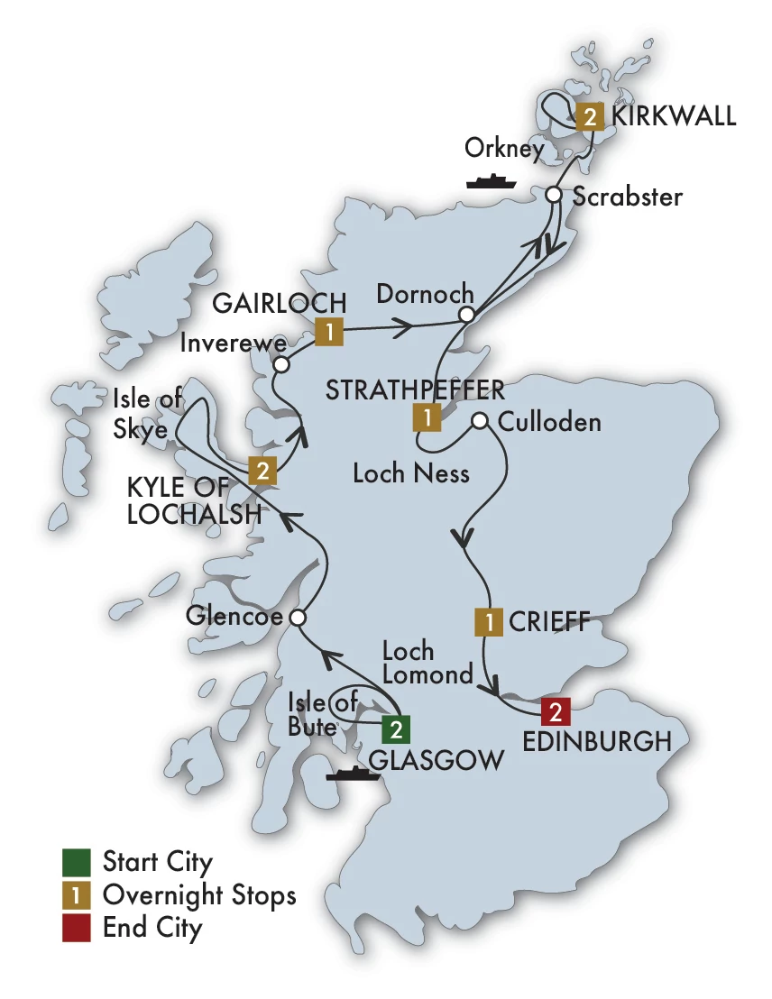 2 KIRKWALL
Orkney
Scrabster
Dornoch
GAIRLOCH
1
Inverewe
STRATHPEFFER
1
Culloden
Isle of
Skye
2
Loch Ness
KYLE OF
LOCHALSH
Glencoe
1 CRIEFF
Loch
Lomond
Isle of
Bute
2
GLASGOW
2
EDINBURGH
Start City
1 Overnight Stops
End City